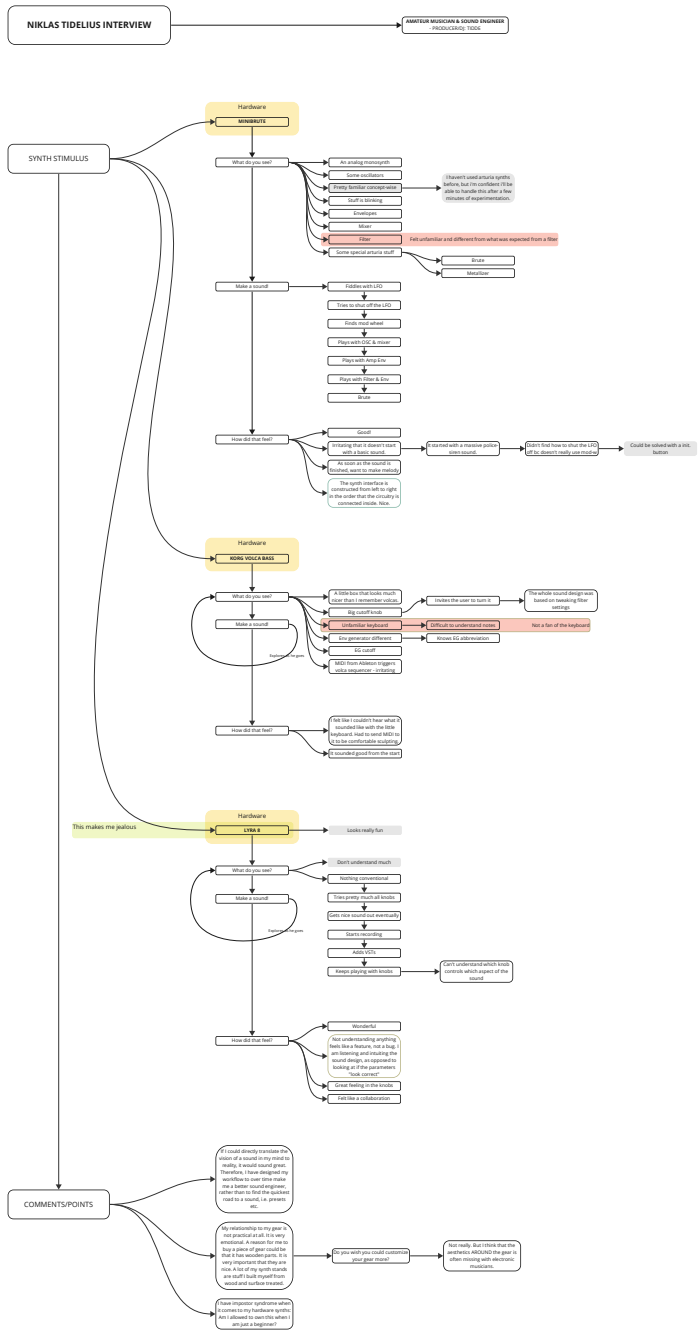 NIKLAS TIDELIUS INTERVIEW
AMATEUR MUSICIAN & SOUND ENGINEER
- PRODUCER/DJ: TIDDE
Hardware
MINIBRUTE
SYNTH STIMULUS
What do you see?
An analog monosynth
Some oscillators
Pretty familiar concept-wise
I haven't used arturia synths
before, but i'm confident i'll be
able to handle this after a few
minutes of experimentation.
Stuff is blinking
Envelopes
Mixer
Filter
Felt unfamiliar and different from what was expected from a filter
Some special arturia stuff
Brute
Metallizer
Make a sound!
Fiddles with LFO
Tries to shut off the LFO
Finds mod wheel
Plays with OSC & mixer
Plays with Amp Env
Plays with Filter & Env
Brute
How did that feel?
Good!
Irritating that it doesn't start
with a basic sound.
It started with a massive police-
siren sound.
Didn't find how to shut the LFO
off bc doesn't really use mod-w
Could be solved with a init.
button
As soon as the sound is
finished, want to make melody
The synth interface is
constructed from left to right
in the order that the circuitry is
connected inside. Nice.
Hardware
KORG VOLCA BASS
What do you see?
A little box that looks much
nicer than I remember volcas.
Big cutoff knob
Invites the user to turn it
The whole sound design was
based on tweaking filter
settings
Make a sound!
Unfamiliar keyboard
Difficult to understand notes
Not a fan of the keyboard
Env generator different
Knows EG abbreviation
EG cutoff
Explores as he goes
MIDI from Ableton triggers
volca sequencer - irritating
How did that feel?
I felt like I couldn't hear what it
sounded like with the little
keyboard. Had to send MIDI to
it to be comfortable sculpting
It sounded good from the start
Hardware
This makes me jealous
LYRA 8
Looks really fun
What do you see?
Don't understand much
Nothing conventional
Make a sound!
Tries pretty much all knobs
Gets nice sound out eventually
Explores as he goes
Starts recording
Adds VSTs
Keeps playing with knobs
Can't understand which knob
controls which aspect of the
sound
How did that feel?
Wonderful
Not understanding anything
feels like a feature, not a bug. I
am listening and intuiting the
sound design, as opposed to
looking at if the parameters
"look correct"
Great feeling in the knobs
Felt like a collaboration
COMMENTS/POINTS
If I could directly translate the
vision of a sound in my mind to
reality, it would sound great.
Therefore, I have designed my
workflow to over time make
me a better sound engineer,
rather than to find the quickest
road to a sound, i.e. presets
etc.
My relationship to my gear is
not practical at all. It is very
emotional. A reason for me to
buy a piece of gear could be
that it has wooden parts. It is
very important that they are
nice. A lot of my synth stands
are stuff i built myself from
wood and surface treated.
Do you wish you could customise
your gear more?
Not really. But I think that the
aesthetics AROUND the gear is
often missing with electronic
musicians.
I have impostor syndrome when
it comes to my hardware synths:
Am I allowed to own this when I
am just a beginner?